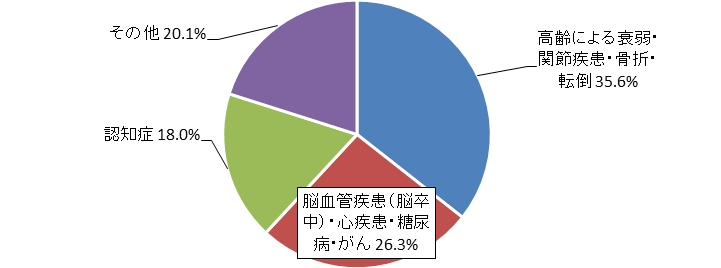 その他 20.1%
高齢による衰弱・
関節疾患・骨折・
転倒 35.6%
認知症 18.0%
脳血管疾患（脳卒
中）・心疾患・糖尿
病・がん 26.3%